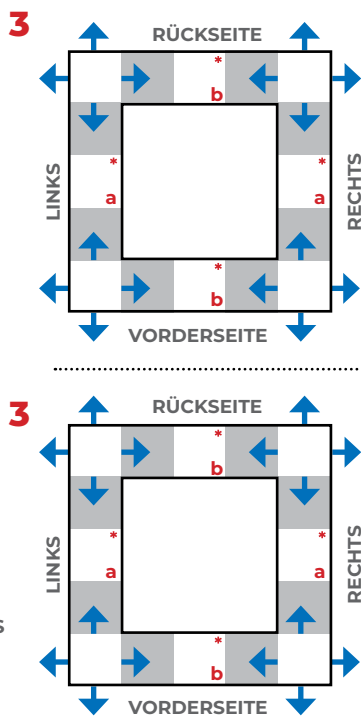 3
RÜCKSEITE
*
b
LINKS
*
a
*
a
RECHTS
*
b
VORDERSEITE
3
RÜCKSEITE
*
b
LINKS
*
a
*
a
RECHTS
S
*
b
VORDERSEITE